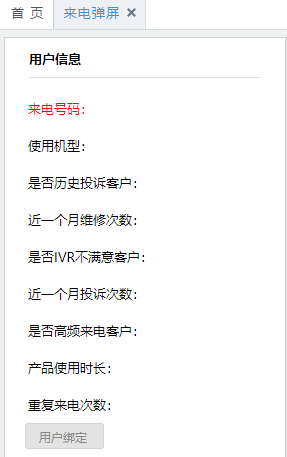 首 页 来电弹屏 ×
用户信息
来电号码：
使用机型：
是否历史投诉客户：
近一个月维修次数：
是否IVR不满意客户：
近一个月投诉次数：
是否高频来电客户：
产品使用时长：
重复来电次数：
用户绑定